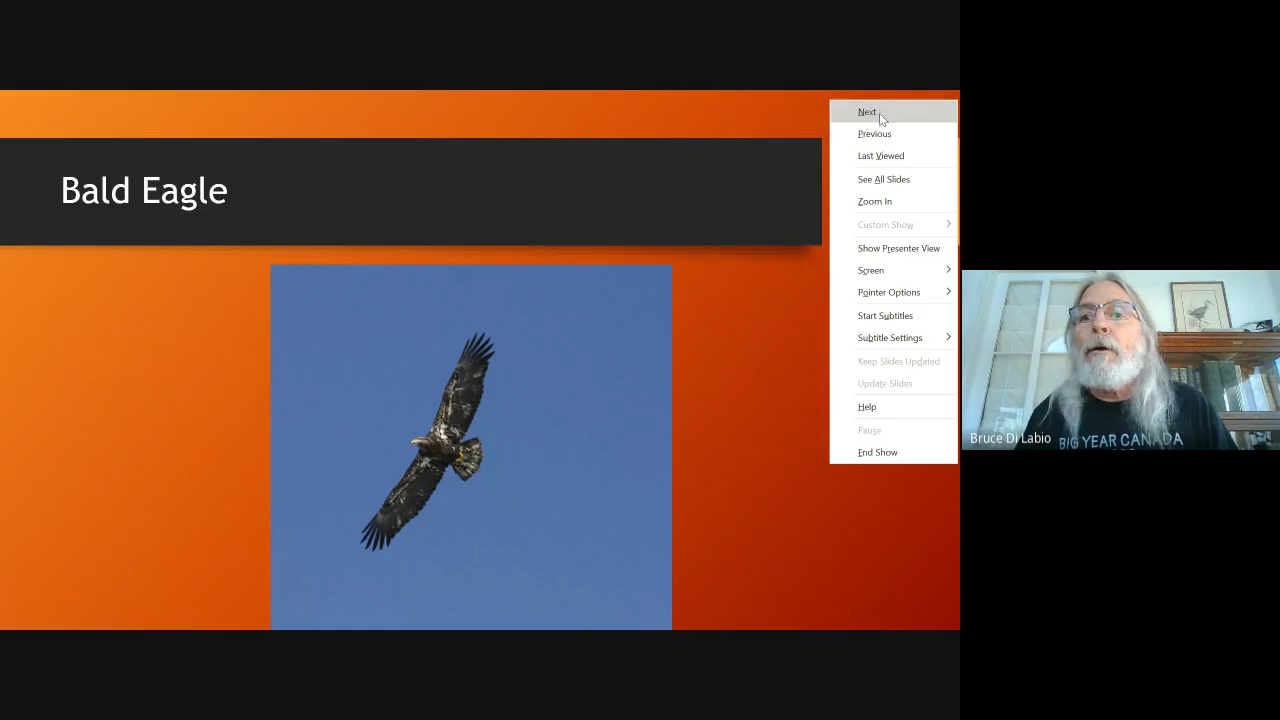 Bald Eagle
Next
Previous
Last Viewed
See All Slides
Zoom In
Custom Show
Show Presenter View
Screen
Pointer Options
Start Subtitles
Subtitle Settings
Keep Slides Updated
Update Slides
Help
Pause
End Show
Bruce Di Labio
BIG YEAR CANADA